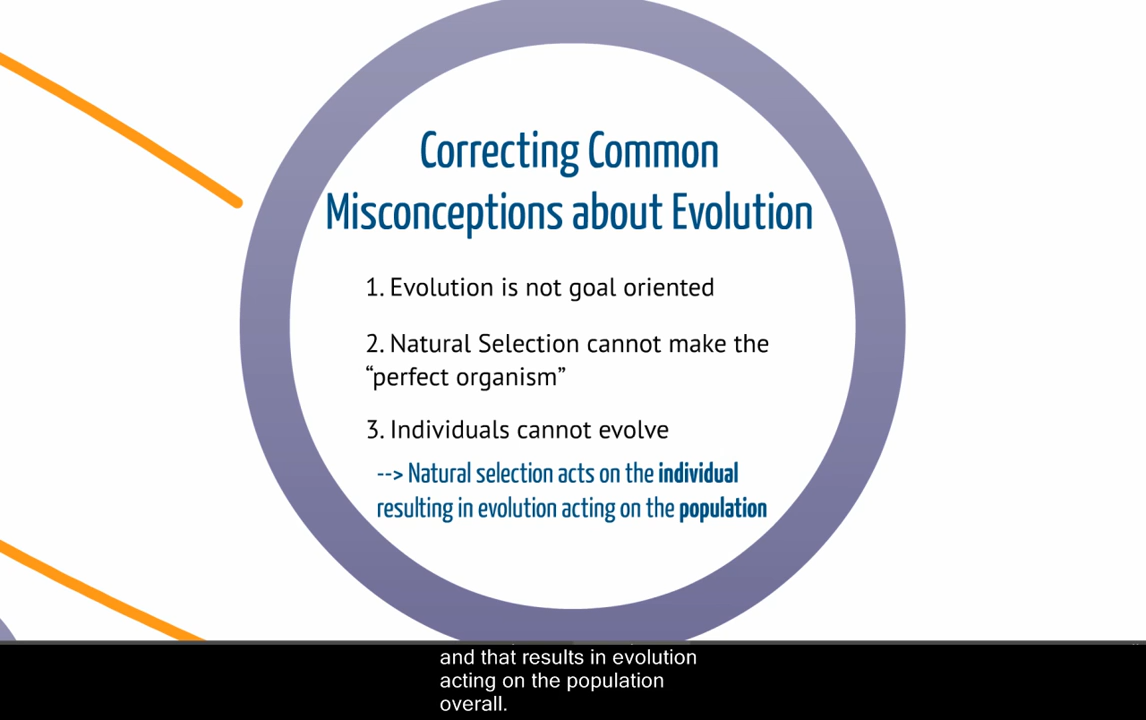 Correcting Common
Misconceptions about Evolution
1. Evolution is not goal oriented
2. Natural Selection cannot make the
“perfect organism”
3. Individuals cannot evolve
--> Natural selection acts on the individual
resulting in evolution acting on the population
and that results in evolution
acting on the population
overall.